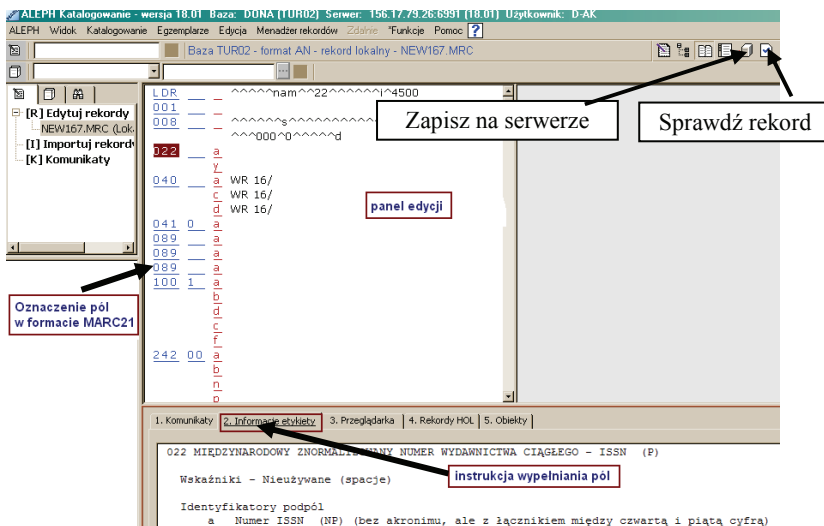 ALEPH Katalogowanie - wersja 18.01 Baza: DONA (TUR02) Serwer: 156.17.79.26:6991 (18.01) Użytkownik: D-AK
ALEPH Widok Katalogowanie Egzemplarze Edycja Menadżer rekordów Zdalnie *Funkcje Pomoc ?
Baza TUR02 - format AN - rekord lokalny - NEW167.MRC
[R] Edytuj rekordy
NEW167.MRC (Lok
[I] Importuj rekord
[K] Komunikaty
LDR ^^^^^nam^^22^^^^^^i^4500
001
008 ^^^^^^s^^^^^^^^^^^^
^^^000^0^^^^^d
Zapisz na serwerze
Sprawdź rekord
022 a
y
040 a WR 16/
c WR 16/
d WR 16/
panel edycji
041 0 a
089 a
089 a
089 a
100 1 a
b
d
c
f
242 00 a
b
n
p
Oznaczenie pól
w formacie MARC21
1. Komunikaty 2. Informacje etykiety 3. Przeglądarka 4. Rekordy HOL 5. Obiekty
022 MIĘDZYNARODOWY ZNORMALIZOWANY NUMER WYDAWNICTWA CIĄGŁEGO - ISSN (P)
Wskaźniki - Nieużywane (spacje)
instrukcja wypełniania pól
Identyfikatory podpól
a Numer ISSN (NP) (bez akronimu, ale z łącznikiem między czwartą i piątą cyfrą)